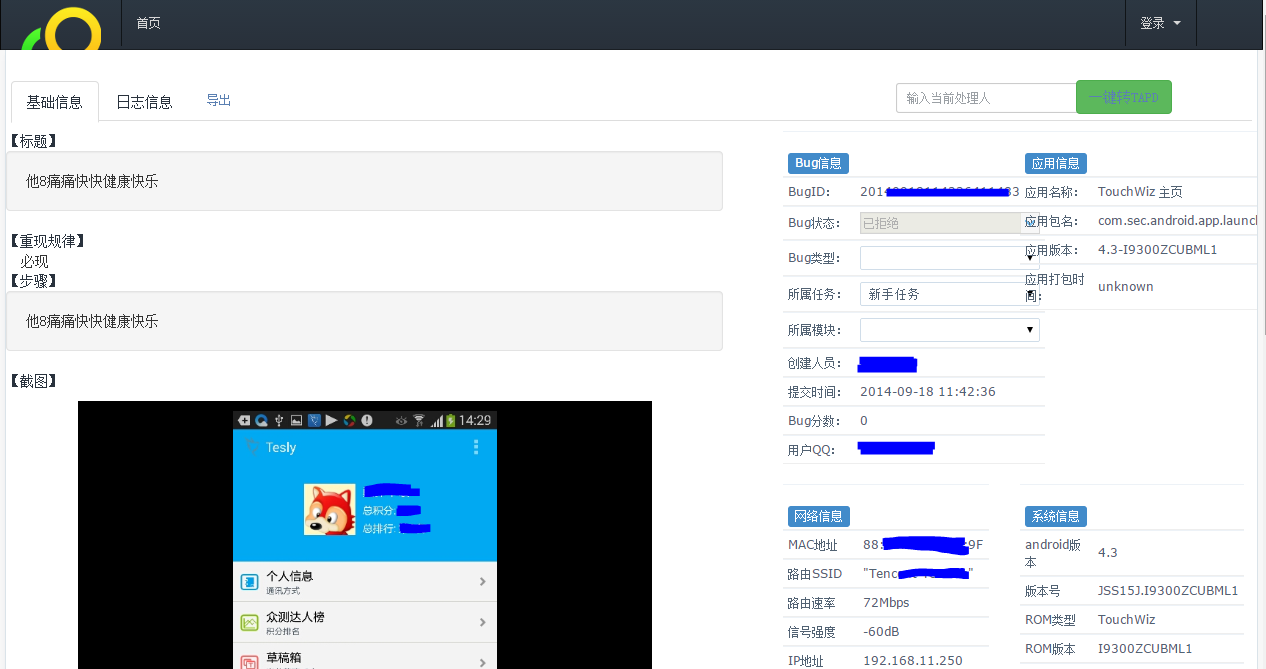 首页
登录
基础信息
日志信息
导出
输入当前处理人
一键转TAPD
【标题】
他8痛痛快快健康快乐
【重现规律】
必现
【步骤】
他8痛痛快快健康快乐
【截图】
14:29
Tesly
总积分:
总排行:
个人信息
通讯方式
众测达人榜
积分排名
草稿箱
Bug信息
BugID:
Bug状态: 已拒绝
Bug类型:
所属任务: 新手任务
所属模块:
创建人员:
提交时间: 2014-09-18 11:42:36
Bug分数: 0
用户QQ:
应用信息
应用名称: TouchWiz 主页
应用包名: com.sec.android.app.launc
应用版本: 4.3-I9300ZCUBML1
应用打包时
间: unknown
网络信息
MAC地址 88: 9F
路由SSID "Tenc "
路由速率 72Mbps
信号强度 -60dB
IP地址 192.168.11.250
系统信息
android版
本 4.3
版本号 JSS15J.I9300ZCUBML1
ROM类型 TouchWiz
ROM版本 I9300ZCUBML1